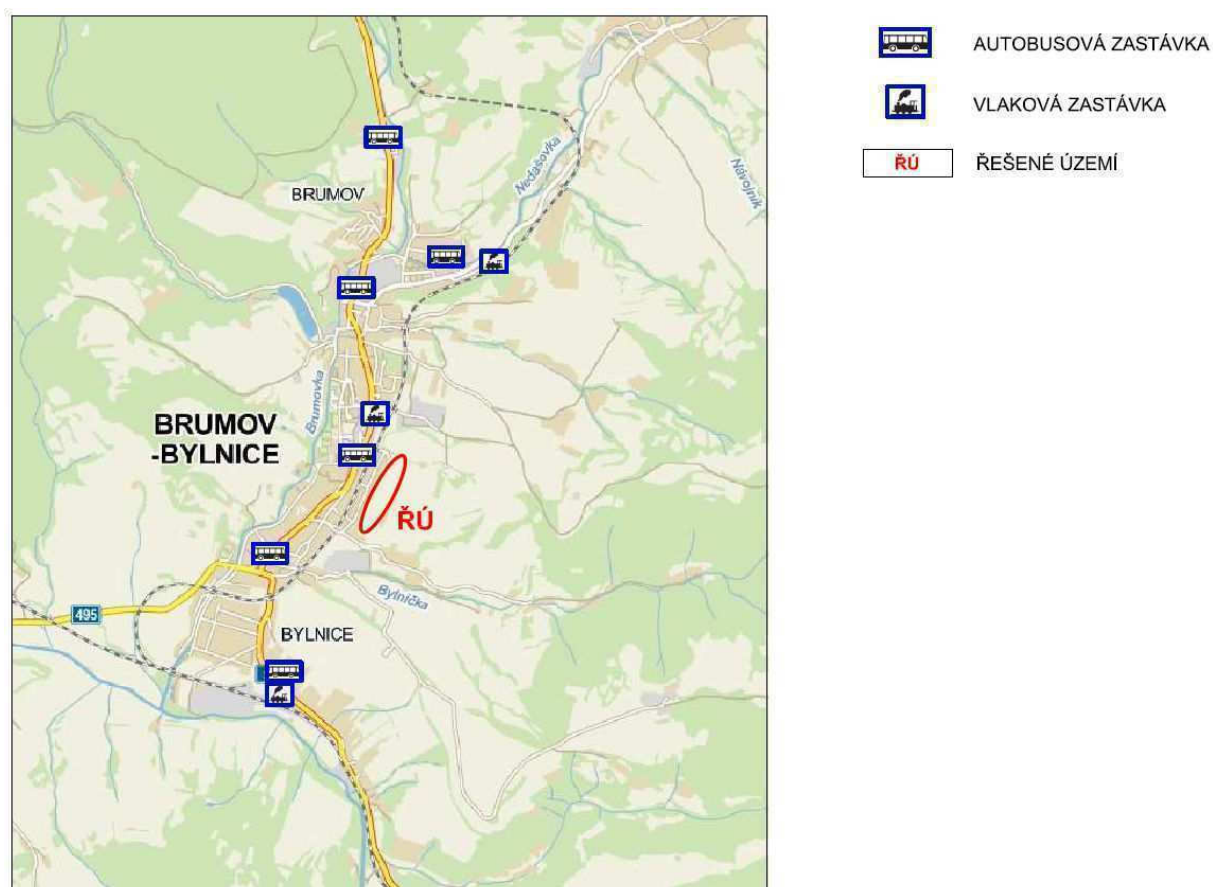 AUTOBUSOVÁ ZASTÁVKA
VLAKOVÁ ZASTÁVKA
ŘÚ
ŘEŠENÉ ÚZEMÍ
Nedašovka
Návojník
BRUMOV
Brumovka
BRUMOV
-BYLNICE
ŘÚ
Bylnička
495
BYLNICE